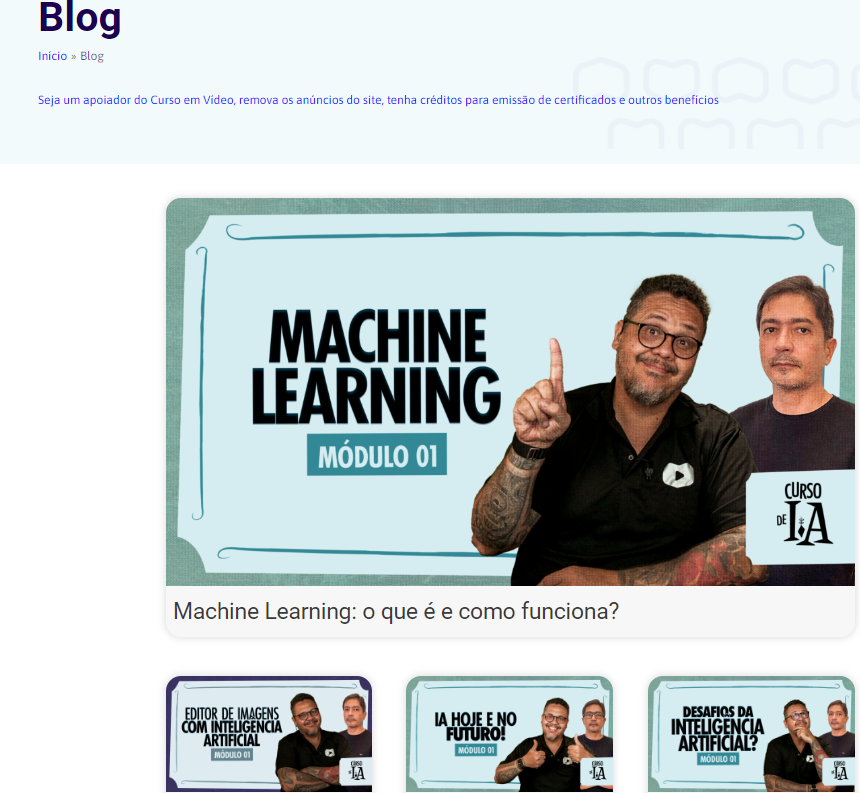 Blog
Início » Blog
Seja um apoiador do Curso em Vídeo, remova os anúncios do site, tenha créditos para emissão de certificados e outros benefícios
MACHINE
LEARNING
MÓDULO 01
CURSO
DE IA
Machine Learning: o que é e como funciona?
EDITOR DE IMAGENS
COM INTELIGÊNCIA
ARTIFICIAL
MÓDULO 01
CURSO
DE IA
IA HOJE E NO
FUTURO!
MÓDULO 01
CURSO
DE IA
DESAFIOS DA
INTELIGÊNCIA
ARTIFICIAL?
MÓDULO 01
CURSO
DE IA